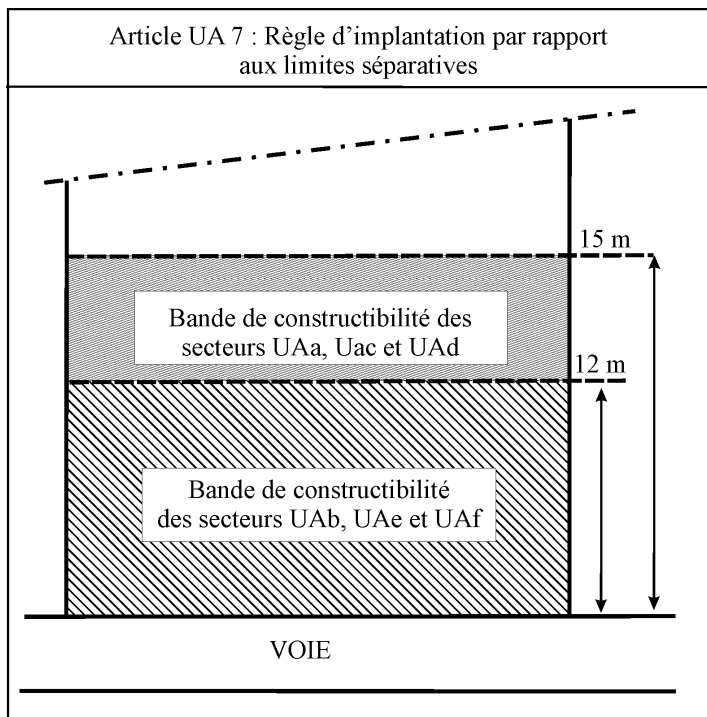 Article UA 7 : Règle d’implantation par rapport
aux limites séparatives
15 m
Bande de constructibilité des
secteurs UAa, Uac et UAd
12 m
Bande de constructibilité
des secteurs UAb, UAe et UAf
VOIE